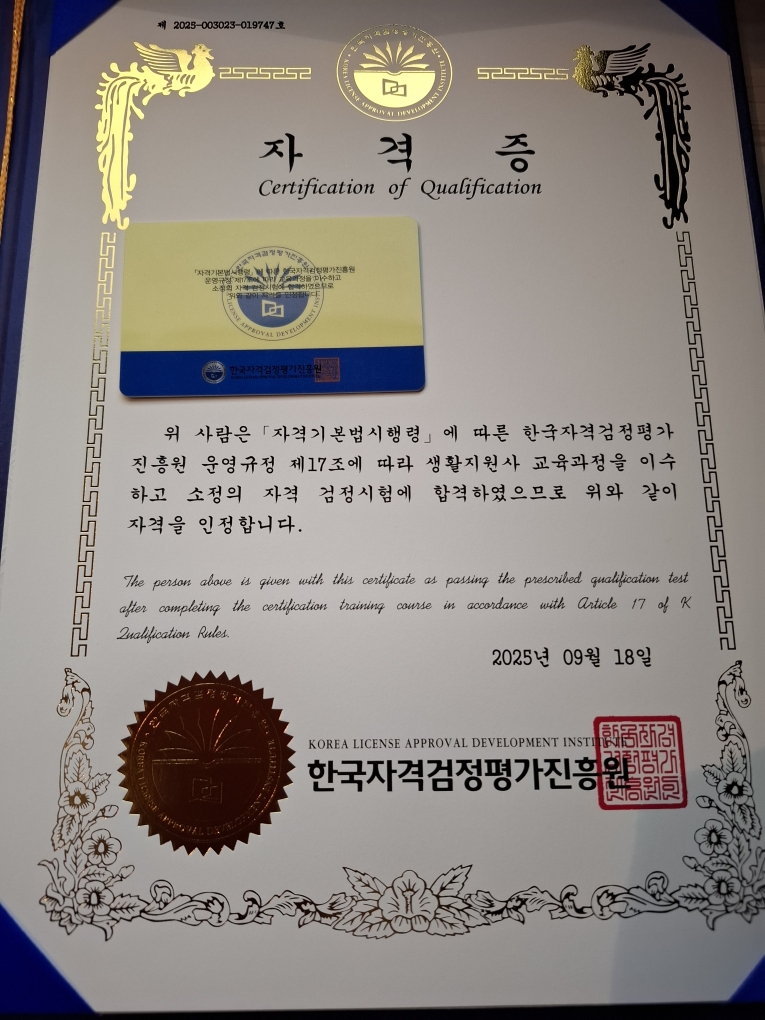 제 2025-003023-019747호
자 격 증
Certification of Qualification
한국자격검정평가진흥원
위 사람은「자격기본법시행령」에 따른 한국자격검정평가
진흥원 운영규정 제17조에 따라 생활지원사 교육과정을 이수
하고 소정의 자격 검정시험에 합격하였으므로 위와 같이
자격을 인정합니다.
The person above is given with this certificate as passing the prescribed qualification test
after completing the certification training course in accordance with Article 17 of K
Qualification Rules.
2025년 09월 18일
KOREA LICENSE APPROVAL DEVELOPMENT INSTITUTE
한국자격검정평가진흥원